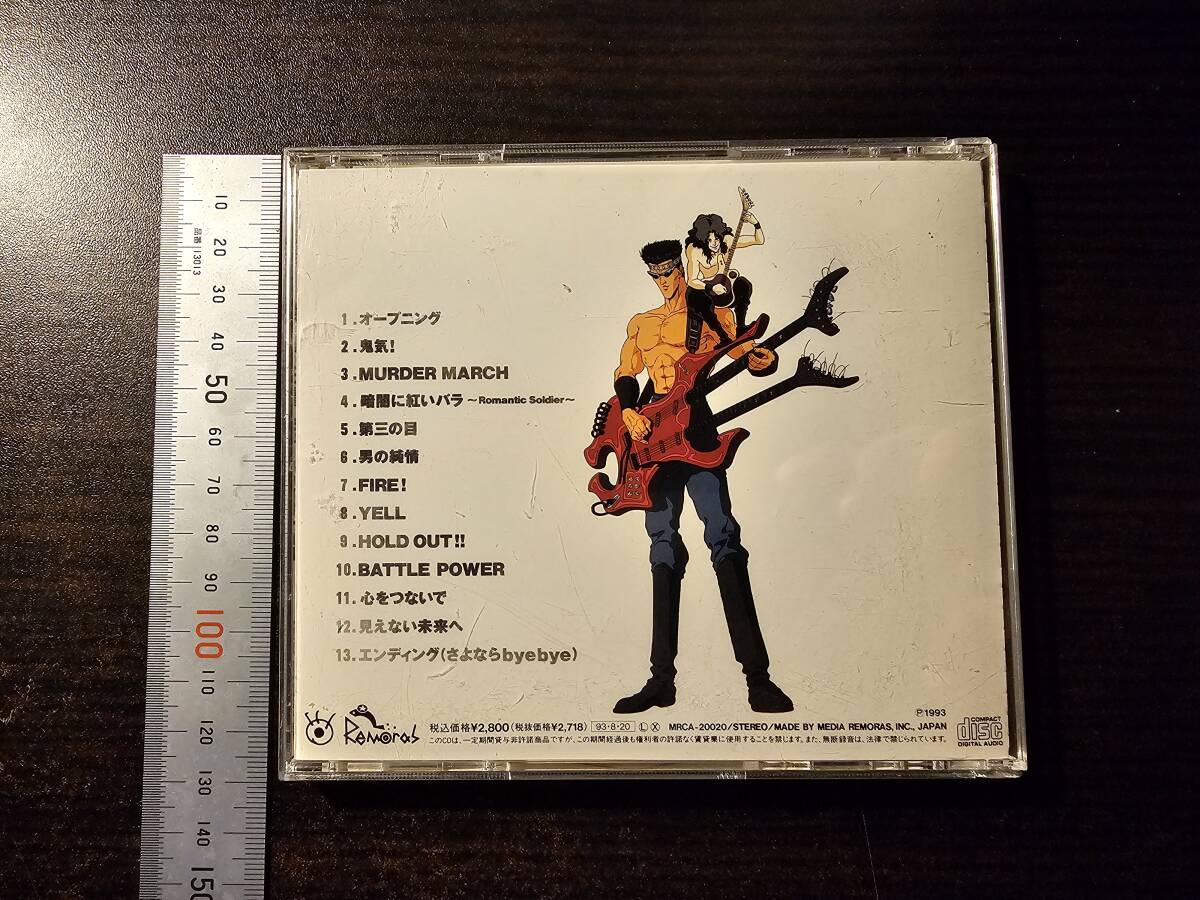 10
20
30
40
50
60
70
80
90
100
110
120
130
140
150
品番 13013
1.オープニング
2.鬼気!
3.MURDER MARCH
4.暗闇に紅いバラ ~Romantic Soldier~
5.第三の目
6.男の純情
7.FIRE!
8.YELL
9.HOLD OUT!!
10.BATTLE POWER
11.心をつないで
12.見えない未来へ
13.エンディング(さよならbyebye)
Ⓟ1993
Remoras
税込価格¥2,800(税抜価格¥2,718) 93・8・20 Ⓛ Ⓧ MRCA-20020/STEREO/MADE BY MEDIA REMORAS, INC., JAPAN
このCDは、一定期間貸与非許諾商品ですが、この期間経過後も権利者の許諾なく賃貸業に使用することを禁じます。また、無断録音は、法律で禁じられています。
COMPACT
disc
DIGITAL AUDIO